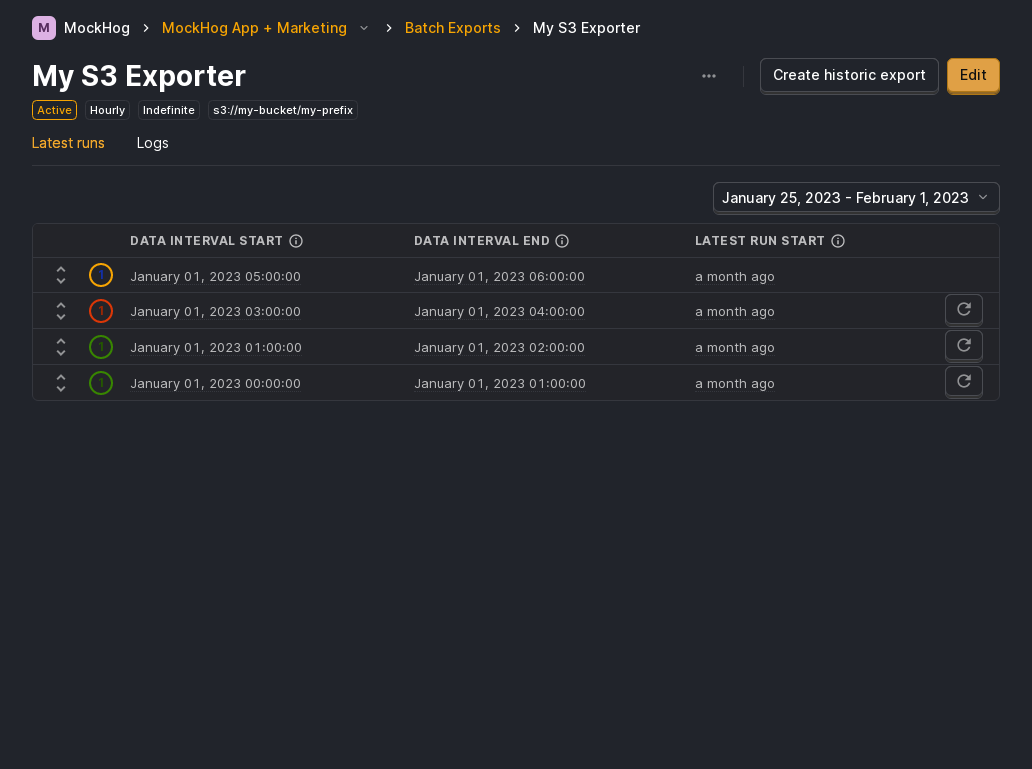 M MockHog MockHog App + Marketing Batch Exports My S3 Exporter
My S3 Exporter
Create historic export Edit
Active Hourly Indefinite s3://my-bucket/my-prefix
Latest runs Logs
January 25, 2023 - February 1, 2023
DATA INTERVAL START DATA INTERVAL END LATEST RUN START
1 January 01, 2023 05:00:00 January 01, 2023 06:00:00 a month ago
1 January 01, 2023 03:00:00 January 01, 2023 04:00:00 a month ago
1 January 01, 2023 01:00:00 January 01, 2023 02:00:00 a month ago
1 January 01, 2023 00:00:00 January 01, 2023 01:00:00 a month ago